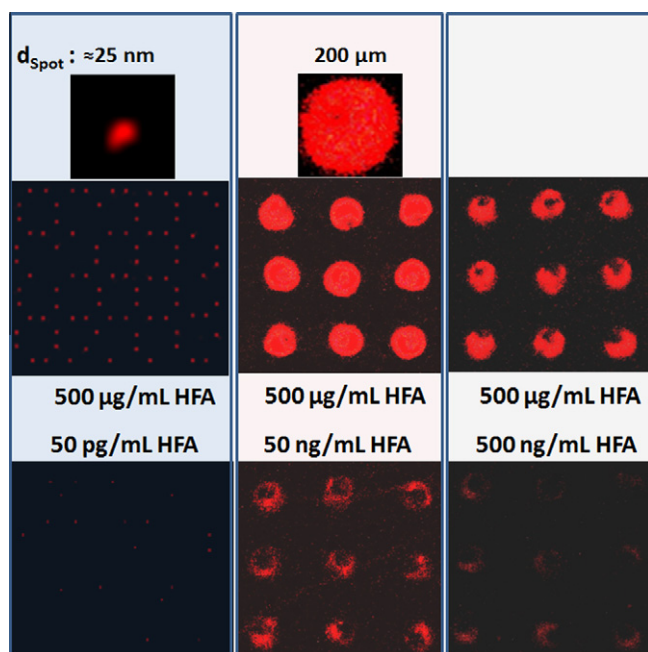 dSpot : ≈25 nm
200 µm
500 µg/mL HFA
500 µg/mL HFA
500 µg/mL HFA
50 pg/mL HFA
50 ng/mL HFA
500 ng/mL HFA